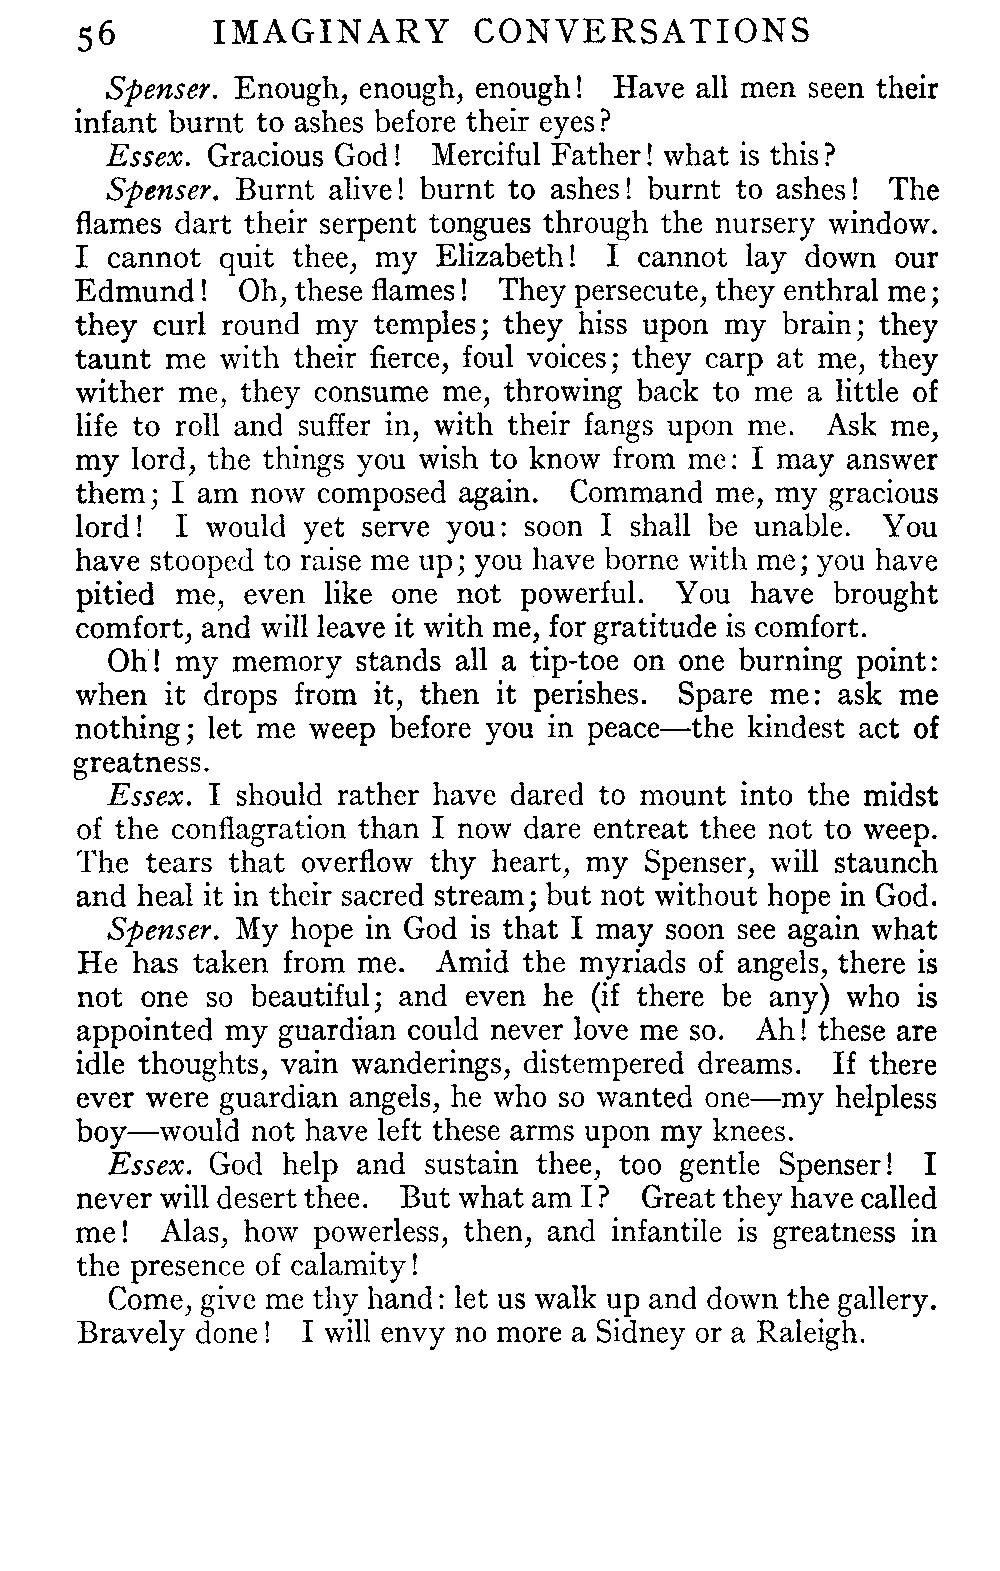 56 IMAGINARY CONVERSATIONS
Spenser. Enough, enough, enough! Have all men seen their
infant burnt to ashes before their eyes?
Essex. Gracious God! Merciful Father! what is this?
Spenser. Burnt alive! burnt to ashes! burnt to ashes! The
flames dart their serpent tongues through the nursery window.
I cannot quit thee, my Elizabeth! I cannot lay down our
Edmund! Oh, these flames! They persecute, they enthral me;
they curl round my temples; they hiss upon my brain; they
taunt me with their fierce, foul voices; they carp at me, they
wither me, they consume me, throwing back to me a little of
life to roll and suffer in, with their fangs upon me. Ask me,
my lord, the things you wish to know from me: I may answer
them; I am now composed again. Command me, my gracious
lord! I would yet serve you: soon I shall be unable. You
have stooped to raise me up; you have borne with me; you have
pitied me, even like one not powerful. You have brought
comfort, and will leave it with me, for gratitude is comfort.
Oh! my memory stands all a tip-toe on one burning point:
when it drops from it, then it perishes. Spare me: ask me
nothing; let me weep before you in peace—the kindest act of
greatness.
Essex. I should rather have dared to mount into the midst
of the conflagration than I now dare entreat thee not to weep.
The tears that overflow thy heart, my Spenser, will staunch
and heal it in their sacred stream; but not without hope in God.
Spenser. My hope in God is that I may soon see again what
He has taken from me. Amid the myriads of angels, there is
not one so beautiful; and even he (if there be any) who is
appointed my guardian could never love me so. Ah! these are
idle thoughts, vain wanderings, distempered dreams. If there
ever were guardian angels, he who so wanted one—my helpless
boy—would not have left these arms upon my knees.
Essex. God help and sustain thee, too gentle Spenser! I
never will desert thee. But what am I? Great they have called
me! Alas, how powerless, then, and infantile is greatness in
the presence of calamity!
Come, give me thy hand: let us walk up and down the gallery.
Bravely done! I will envy no more a Sidney or a Raleigh.